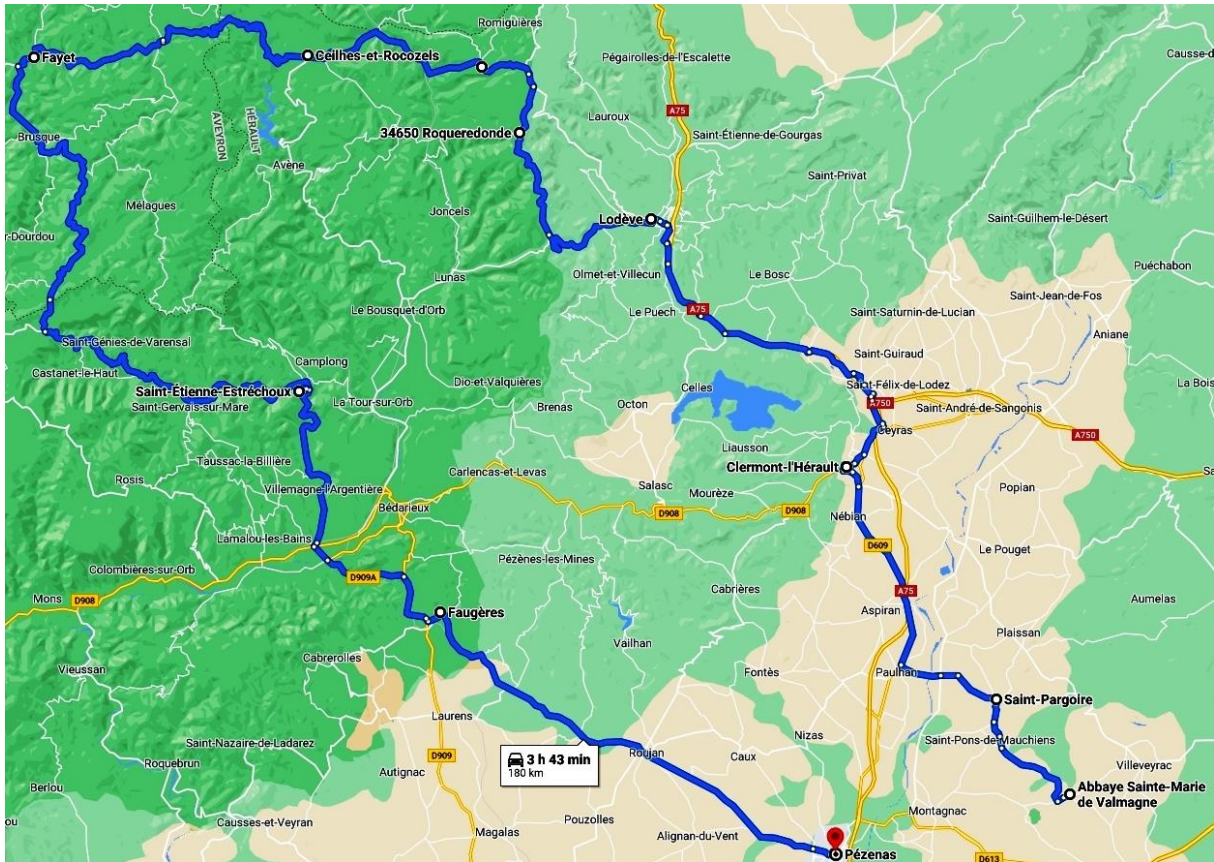 Romiguières
Fayet
Ceilhes-et-Rocozels
Pégairolles-de-l'Escalette
Causse-d
A75
Lauroux
Brusque
34650 Roqueredonde
Saint-Étienne-de-Gourgas
HÉRAULT
AVEYRON
Avène
Saint-Privat
Mélagues
Joncels
Lodève
Saint-Guilhem-le-Désert
r-Dourdou
Lunas
Olmet-et-Villecun
Le Bosc
Puéchabon
Saint-Jean-de-Fos
Le Bousquet-d'Orb
Le Puech
A75
Saint-Saturnin-de-Lucian
Aniane
Saint-Génies-de-Varensal
Camplong
Saint-Guiraud
Castanet-le-Haut
Dio-et-Valquières
Celles
Saint-Félix-de-Lodez
La Bois
Saint-Étienne-Estréchoux
La Tour-sur-Orb
Brenas
Octon
A750
Saint-André-de-Sangonis
Saint-Gervais-sur-Mare
Ceyras
A750
Liausson
Taussac-la-Billière
Carlencas-et-Levas
Clermont-l'Hérault
Sa
Rosis
Villemagne-l'Argentière
Salasc
Mourèze
Popian
Bédarieux
D908
D908
Nébian
Lamalou-les-Bains
Pézènes-les-Mines
D609
Le Pouget
Colombières-sur-Orb
D909A
Cabrières
A75
Mons
D908
Faugères
Aspiran
Aumelas
Vailhan
Plaissan
Cabrerolles
Vieussan
Fontès
Paulhan
Saint-Pargoire
Laurens
Saint-Nazaire-de-Ladarez
Nizas
Saint-Pons-de-Mauchiens
Roquebrun
D909
3 h 43 min
180 km
Roujan
Caux
Villeveyrac
Autignac
Berlou
Abbaye Sainte-Marie
de Valmagne
ou
Causses-et-Veyran
Pouzolles
Montagnac
Magalas
Alignan-du-Vent
Pézenas
D613